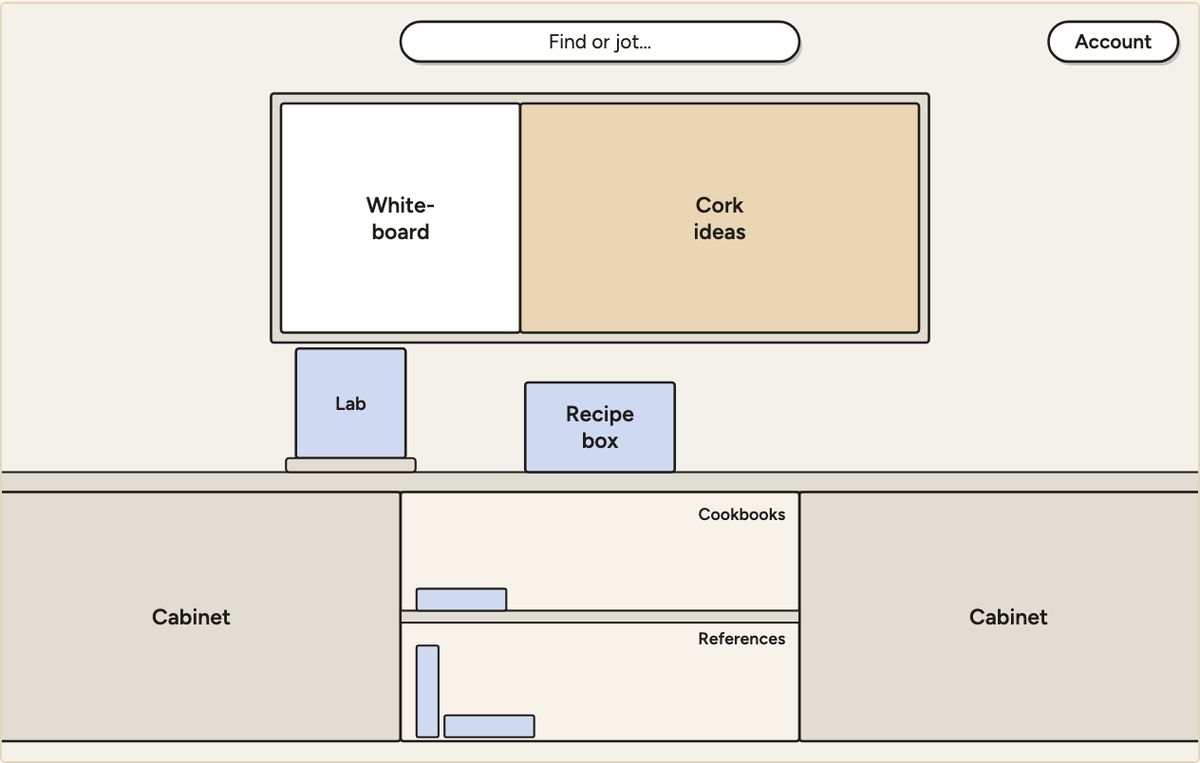 Find or jot...
Account
White-
board
Cork
ideas
Lab
Recipe
box
Cookbooks
Cabinet
Cabinet
References